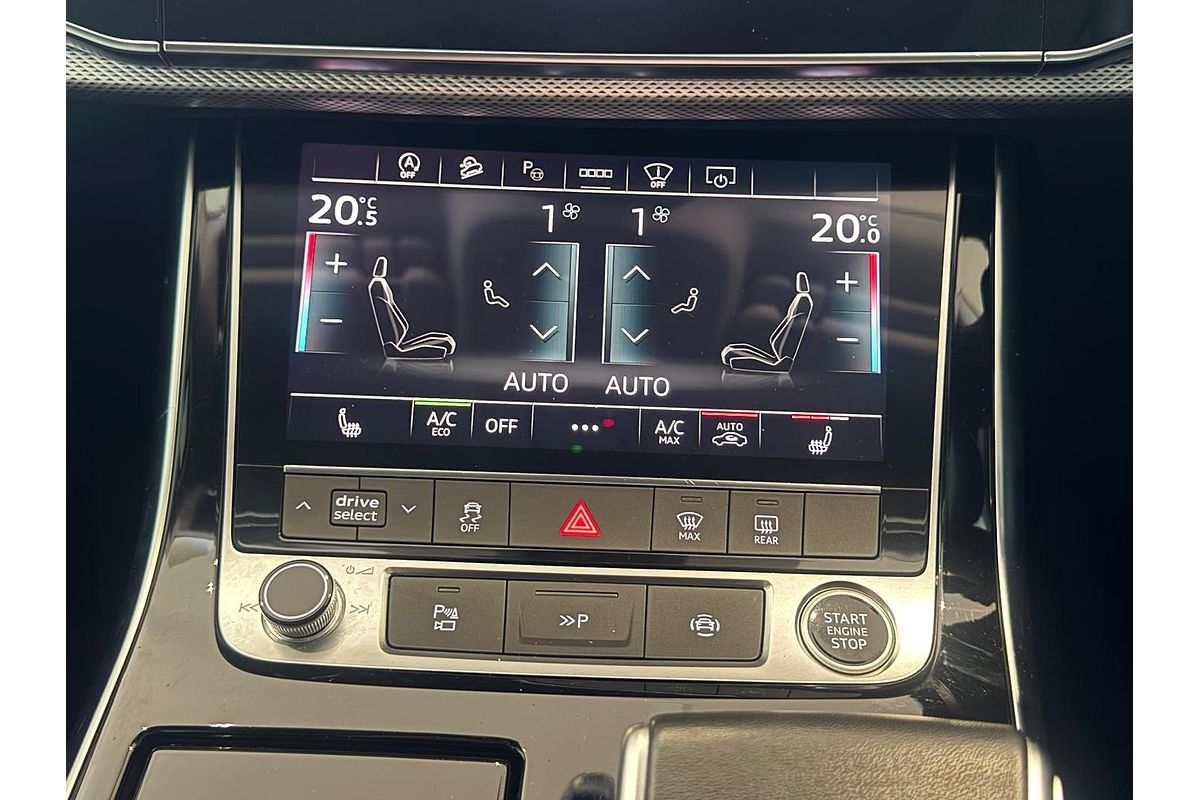 A
OFF
P
OFF
20.5 °C
1
1
20.0 °C
+
+
−
−
AUTO
AUTO
A/C
ECO
OFF
•••
A/C
MAX
AUTO
drive
select
OFF
MAX
REAR
P
>>P
START
ENGINE
STOP